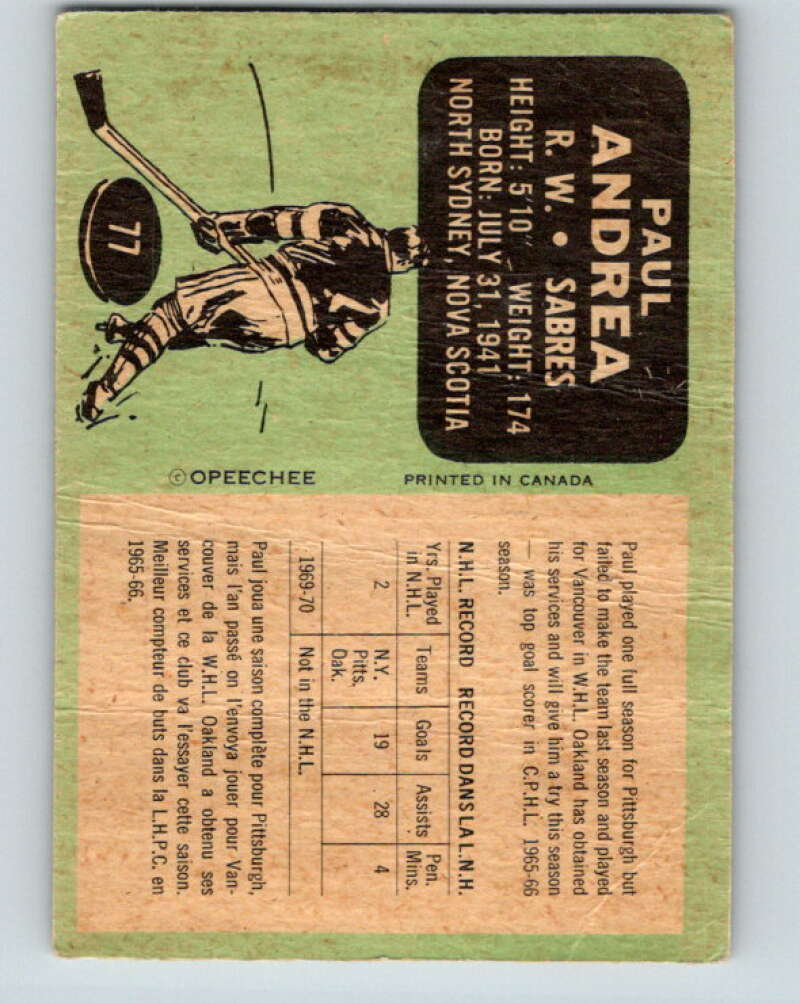 PAUL
ANDREA
R. W. • SABRES
HEIGHT: 5'10" WEIGHT: 174
BORN: JULY 31, 1941
NORTH SYDNEY, NOVA SCOTIA
77
© OPEECHEE
PRINTED IN CANADA
Paul played one full season for Pittsburgh but
failed to make the team last season and played
for Vancouver in W.H.L. Oakland has obtained
his services and will give him a try this season
— was top goal scorer in C.P.H.L. 1965-66
season.
N.H.L. RECORD RECORD DANS LA L.N.H.
Yrs. Played in N.H.L. Teams Goals Assists Pen. Mins.
2 N.Y. Pitts. Oak. 19 28 4
1969-70 Not in the N.H.L.
Paul joua une saison complète pour Pittsburgh,
mais l'an passé on l'envoya jouer pour Van-
couver de la W.H.L. Oakland a obtenu ses
services et ce club va l'essayer cette saison.
Meilleur compteur de buts dans la L.H.P.C. en
1965-66.